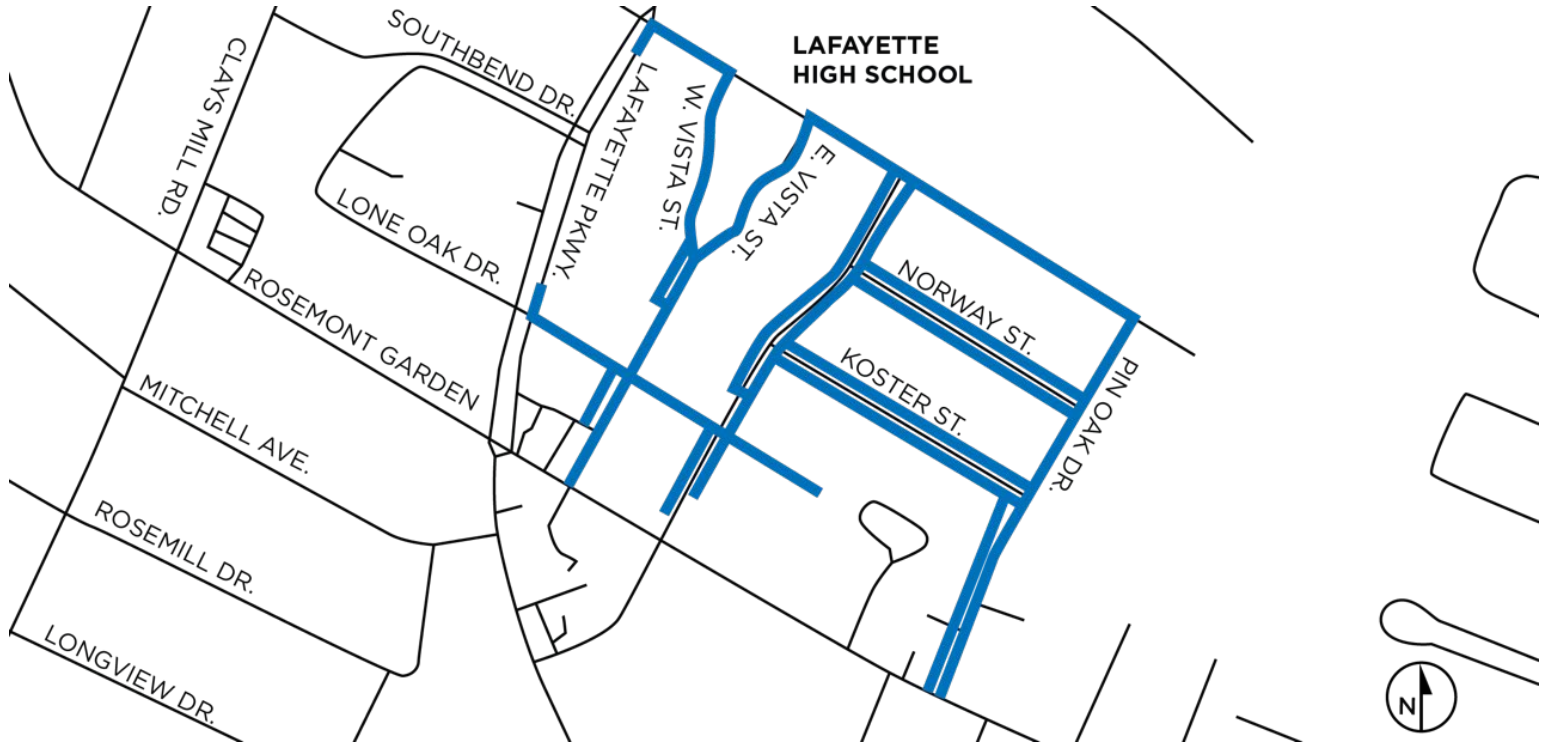 LAFAYETTE
HIGH SCHOOL
SOUTHBEND DR.
CLAYS MILL RD.
LAFAYETTE PKWY.
W. VISTA ST.
E. VISTA ST.
LONE OAK DR.
NORWAY ST.
ROSEMONT GARDEN
KOSTER ST.
PIN OAK DR.
MITCHELL AVE.
ROSEMILL DR.
LONGVIEW DR.
N